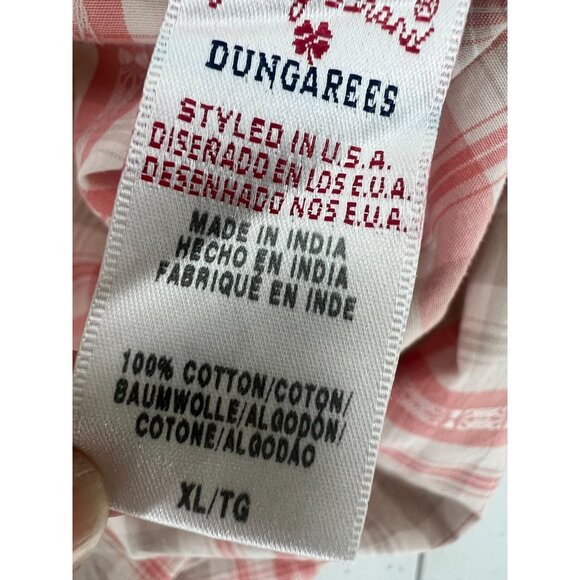 Brand®
DUNGAREES
STYLED IN U.S.A.
DISEÑADO EN LOS E.U.A.
DESENHADO NOS E.U.A.
MADE IN INDIA
HECHO EN INDIA
FABRIQUÉ EN INDE
100% COTTON/COTON/
BAUMWOLLE/ALGODÓN/
COTONE/ALGODÃO
XL/TG